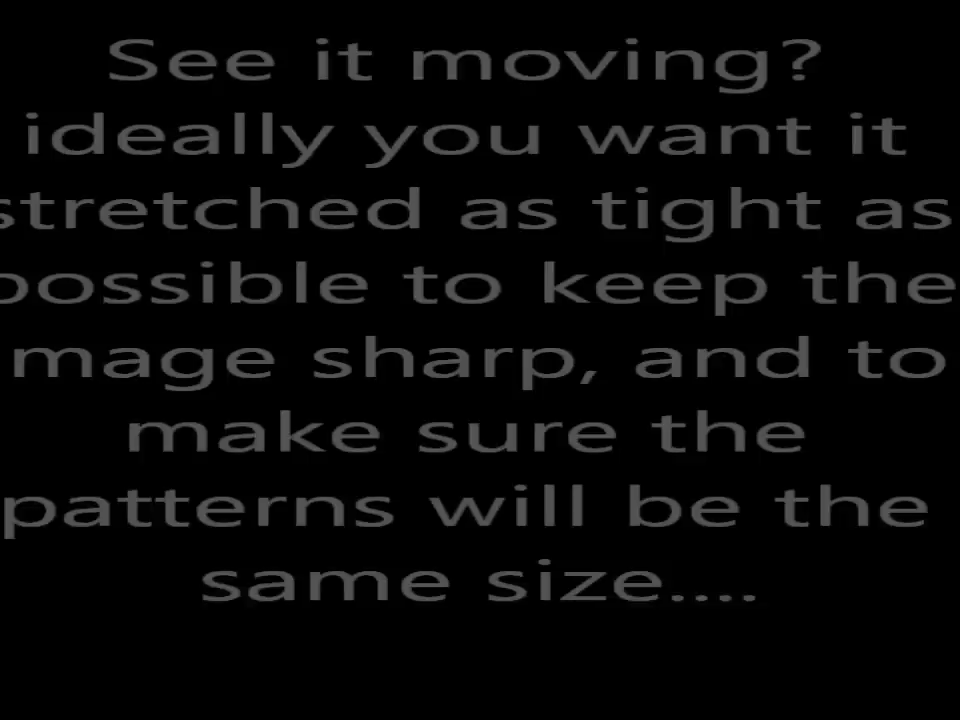 See it moving?
ideally you want it
stretched as tight as
possible to keep the
mage sharp, and to
make sure the
patterns will be the
same size....